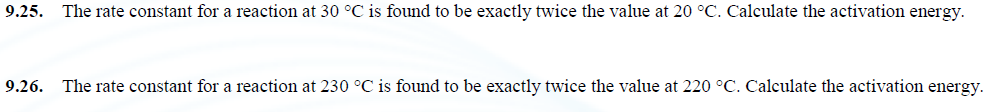 9.25. The rate constant for a reaction at 30 °C is found to be exactly twice the value at 20 °C. Calculate the activation energy.
9.26. The rate constant for a reaction at 230 °C is found to be exactly twice the value at 220 °C. Calculate the activation energy.